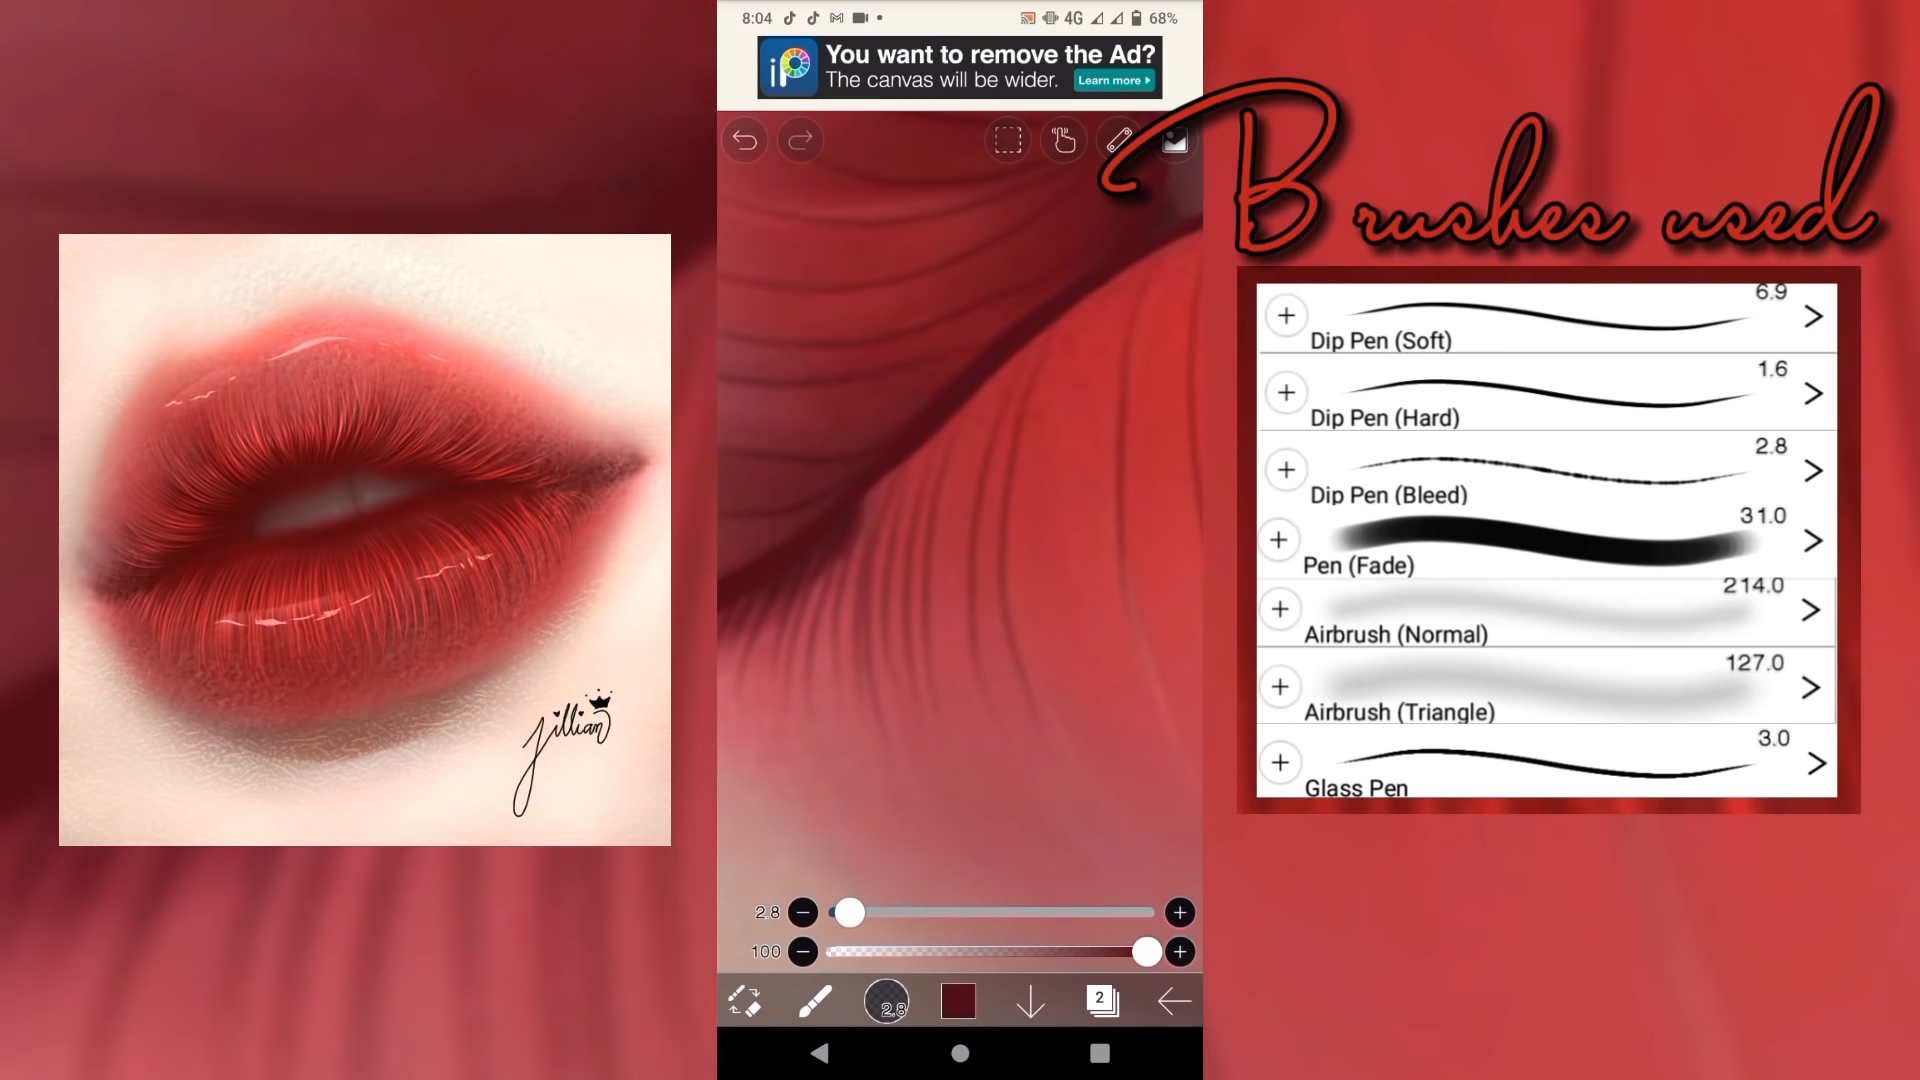 Jillian
8:04 4G 68%
iP
You want to remove the Ad?
The canvas will be wider. Learn more
2.8
100
2.8
2
Brushes used
6.9
Dip Pen (Soft)
1.6
Dip Pen (Hard)
2.8
Dip Pen (Bleed)
31.0
Pen (Fade)
214.0
Airbrush (Normal)
127.0
Airbrush (Triangle)
3.0
Glass Pen